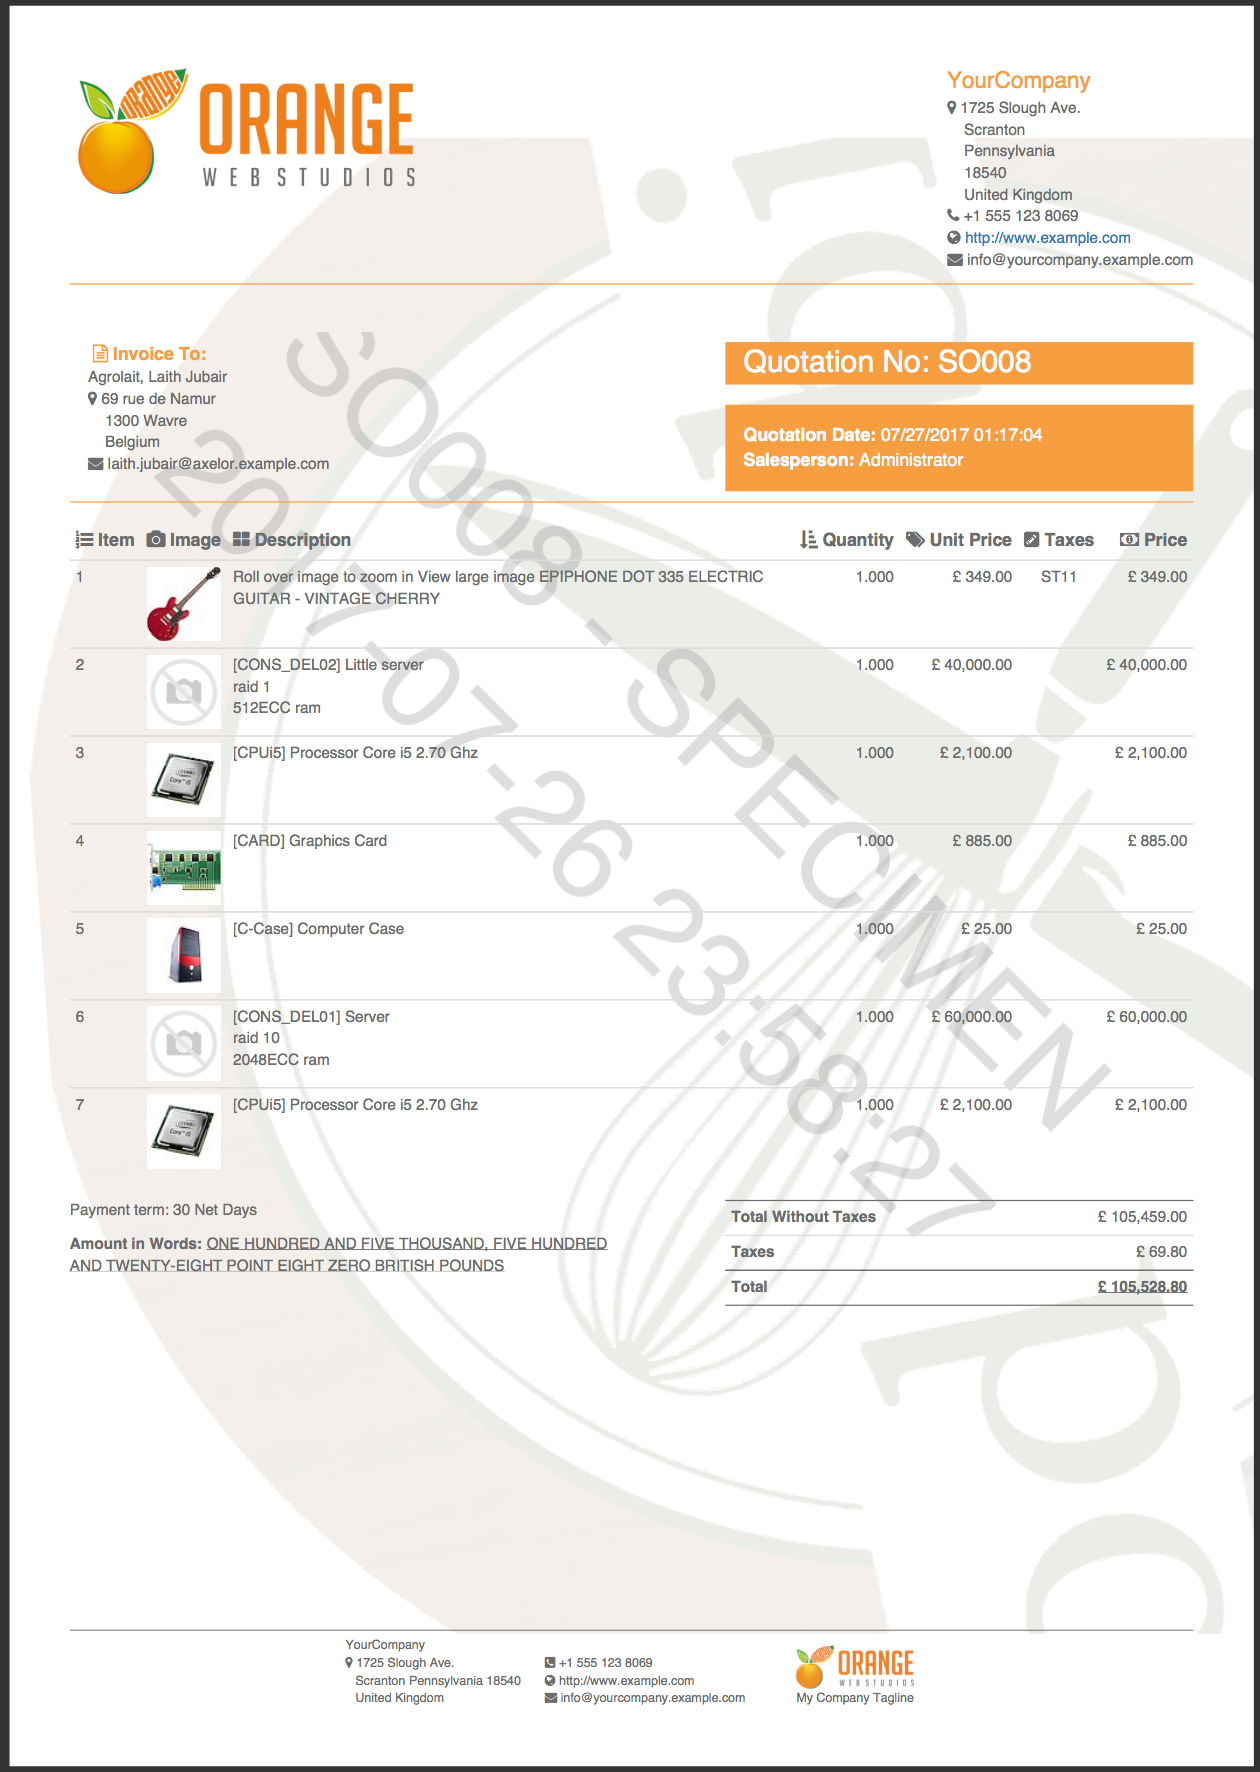 Orange
ORANGE
WEBSTUDIOS
YourCompany
1725 Slough Ave.
Scranton
Pennsylvania
18540
United Kingdom
+1 555 123 8069
http://www.example.com
info@yourcompany.example.com
Invoice To:
Agrolait, Laith Jubair
69 rue de Namur
1300 Wavre
Belgium
laith.jubair@axelor.example.com
Quotation No: SO008
Quotation Date: 07/27/2017 01:17:04
Salesperson: Administrator
SO008 - SPECIMEN
2017-07-26 23:58:27
Item Image Description Quantity Unit Price Taxes Price
1 Roll over image to zoom in View large image EPIPHONE DOT 335 ELECTRIC 1.000 £ 349.00 ST11 £ 349.00
GUITAR - VINTAGE CHERRY
2 [CONS_DEL02] Little server 1.000 £ 40,000.00 £ 40,000.00
raid 1
512ECC ram
3 [CPUi5] Processor Core i5 2.70 Ghz 1.000 £ 2,100.00 £ 2,100.00
4 [CARD] Graphics Card 1.000 £ 885.00 £ 885.00
5 [C-Case] Computer Case 1.000 £ 25.00 £ 25.00
6 [CONS_DEL01] Server 1.000 £ 60,000.00 £ 60,000.00
raid 10
2048ECC ram
7 [CPUi5] Processor Core i5 2.70 Ghz 1.000 £ 2,100.00 £ 2,100.00
Payment term: 30 Net Days
Amount in Words: ONE HUNDRED AND FIVE THOUSAND, FIVE HUNDRED
AND TWENTY-EIGHT POINT EIGHT ZERO BRITISH POUNDS
Total Without Taxes £ 105,459.00
Taxes £ 69.80
Total £ 105,528.80
YourCompany
1725 Slough Ave.
Scranton Pennsylvania 18540
United Kingdom
+1 555 123 8069
http://www.example.com
info@yourcompany.example.com
ORANGE
WEBSTUDIOS
My Company Tagline